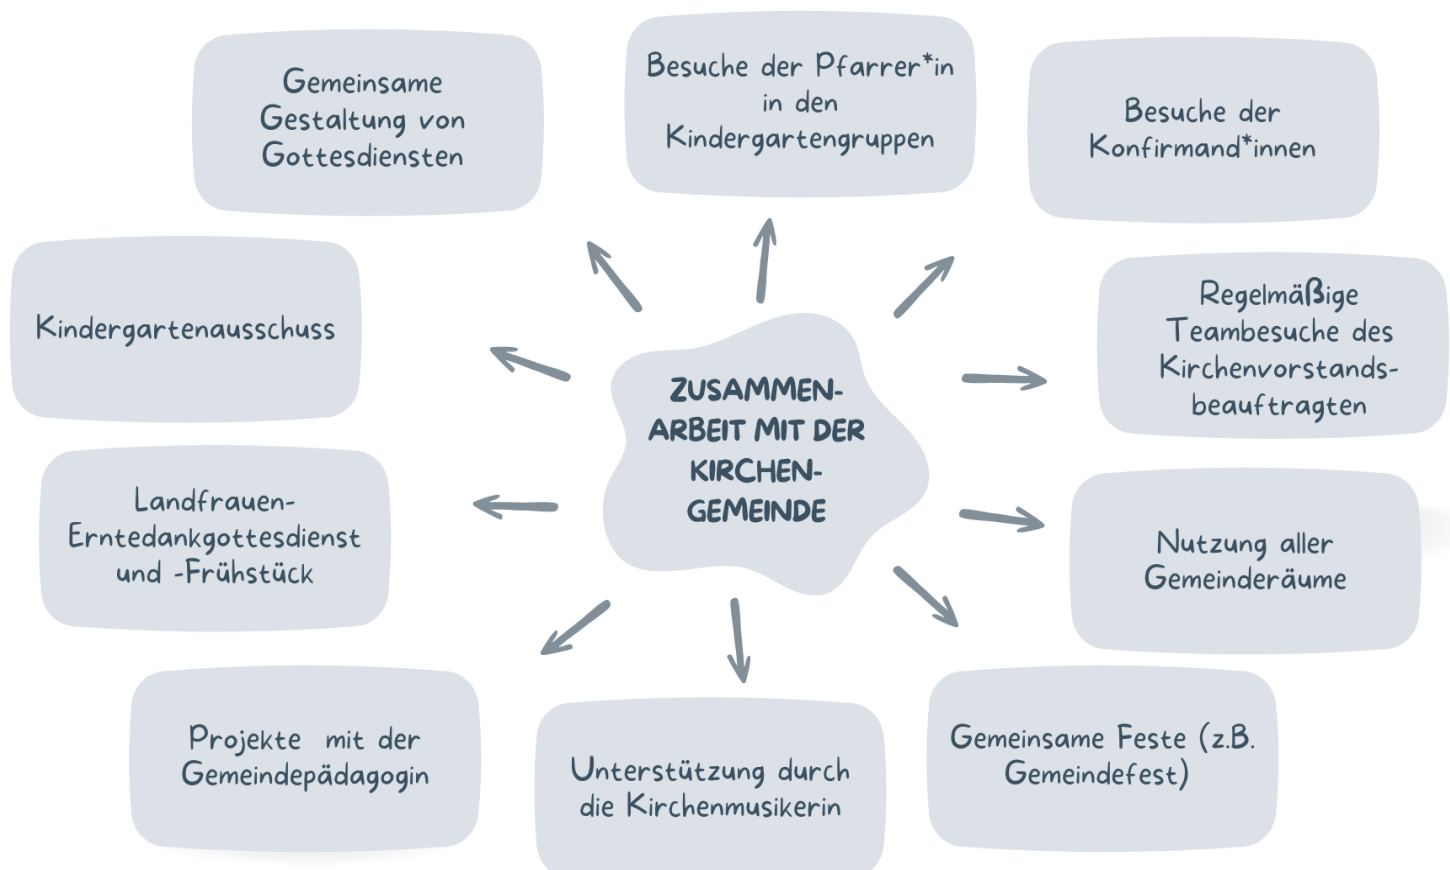 Gemeinsame
Gestaltung von
Gottesdiensten
Besuche der Pfarrer*in
in den
Kindergartengruppen
Besuche der
Konfirmand*innen
Kindergartenausschuss
Regelmäßige
Teambesuche des
Kirchenvorstands-
beauftragten
ZUSAMMEN-
ARBEIT MIT DER
KIRCHEN-
GEMEINDE
Landfrauen-
Erntedankgottesdienst
und -Frühstück
Nutzung aller
Gemeinderäume
Projekte mit der
Gemeindepädagogin
Unterstützung durch
die Kirchenmusikerin
Gemeinsame Feste (z.B.
Gemeindefest)